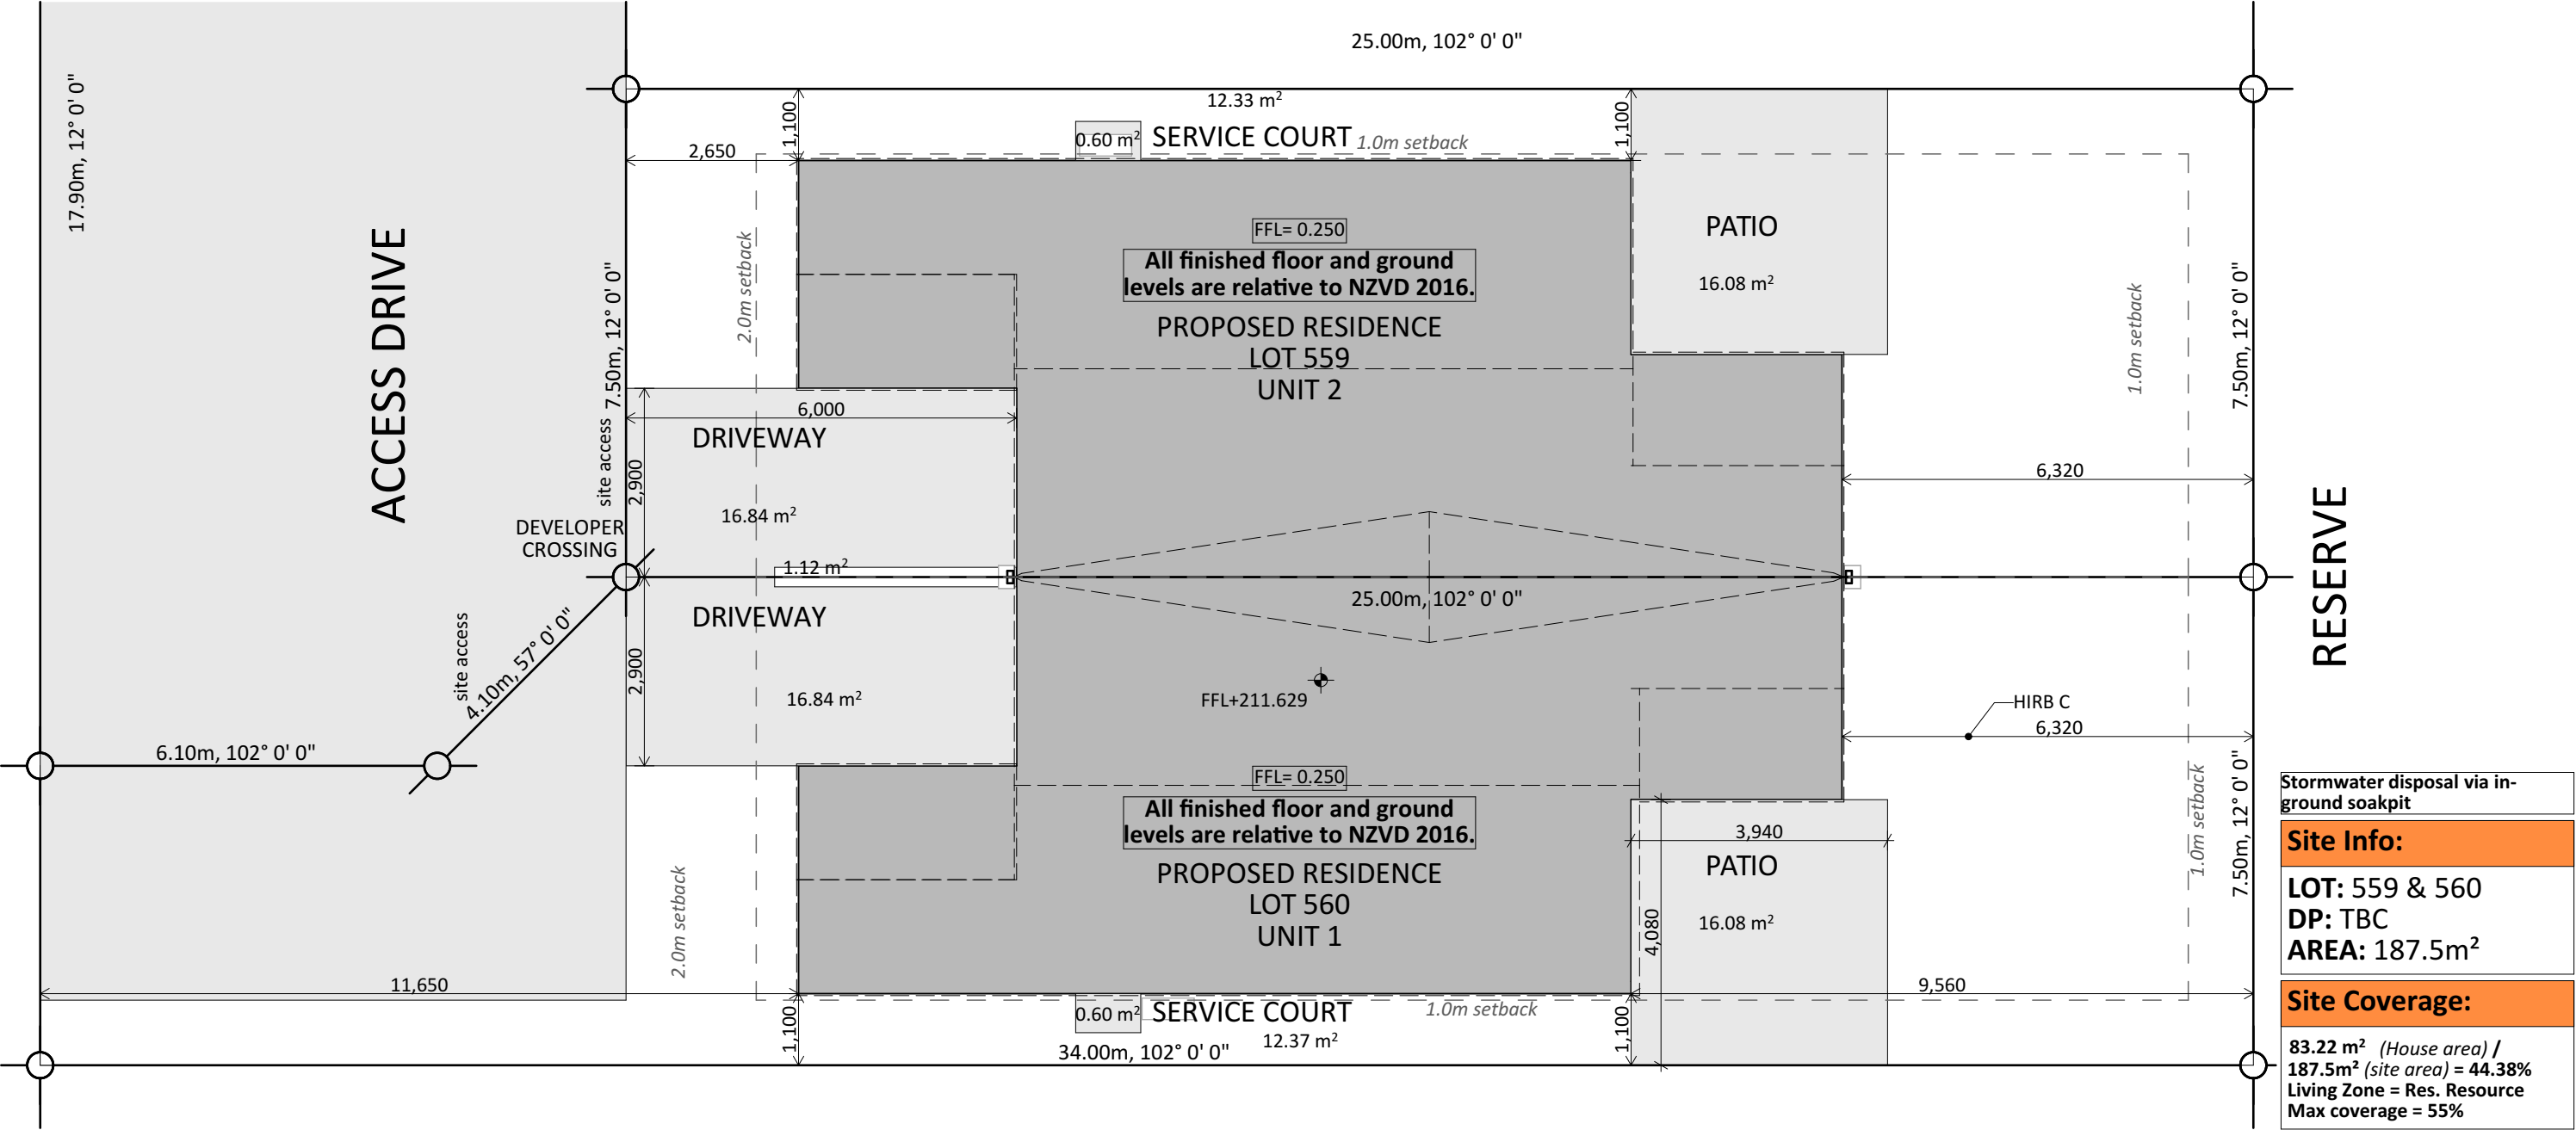 25.00m, 102° 0' 0"
17.90m, 12° 0' 0"
12.33 m²
1,100
1,100
0.60 m²
SERVICE COURT
1.0m setback
2,650
ACCESS DRIVE
FFL= 0.250
All finished floor and ground
levels are relative to NZVD 2016.
PROPOSED RESIDENCE
LOT 559
UNIT 2
PATIO
16.08 m²
2.0m setback
1.0m setback
7.50m, 12° 0' 0"
7.50m, 12° 0' 0"
site access
6,000
DRIVEWAY
2,900
16.84 m²
6,320
RESERVE
DEVELOPER
CROSSING
1.12 m²
25.00m, 102° 0' 0"
DRIVEWAY
site access
4.10m, 57° 0' 0"
2,900
16.84 m²
FFL+211.629
HIRB C
6,320
6.10m, 102° 0' 0"
FFL= 0.250
All finished floor and ground
levels are relative to NZVD 2016.
PROPOSED RESIDENCE
LOT 560
UNIT 1
3,940
PATIO
16.08 m²
4,080
2.0m setback
1.0m setback
7.50m, 12° 0' 0"
11,650
9,560
1,100
0.60 m²
SERVICE COURT
1.0m setback
1,100
12.37 m²
34.00m, 102° 0' 0"
Stormwater disposal via in-
ground soakpit
Site Info:
LOT: 559 & 560
DP: TBC
AREA: 187.5m²
Site Coverage:
83.22 m² (House area) /
187.5m² (site area) = 44.38%
Living Zone = Res. Resource
Max coverage = 55%